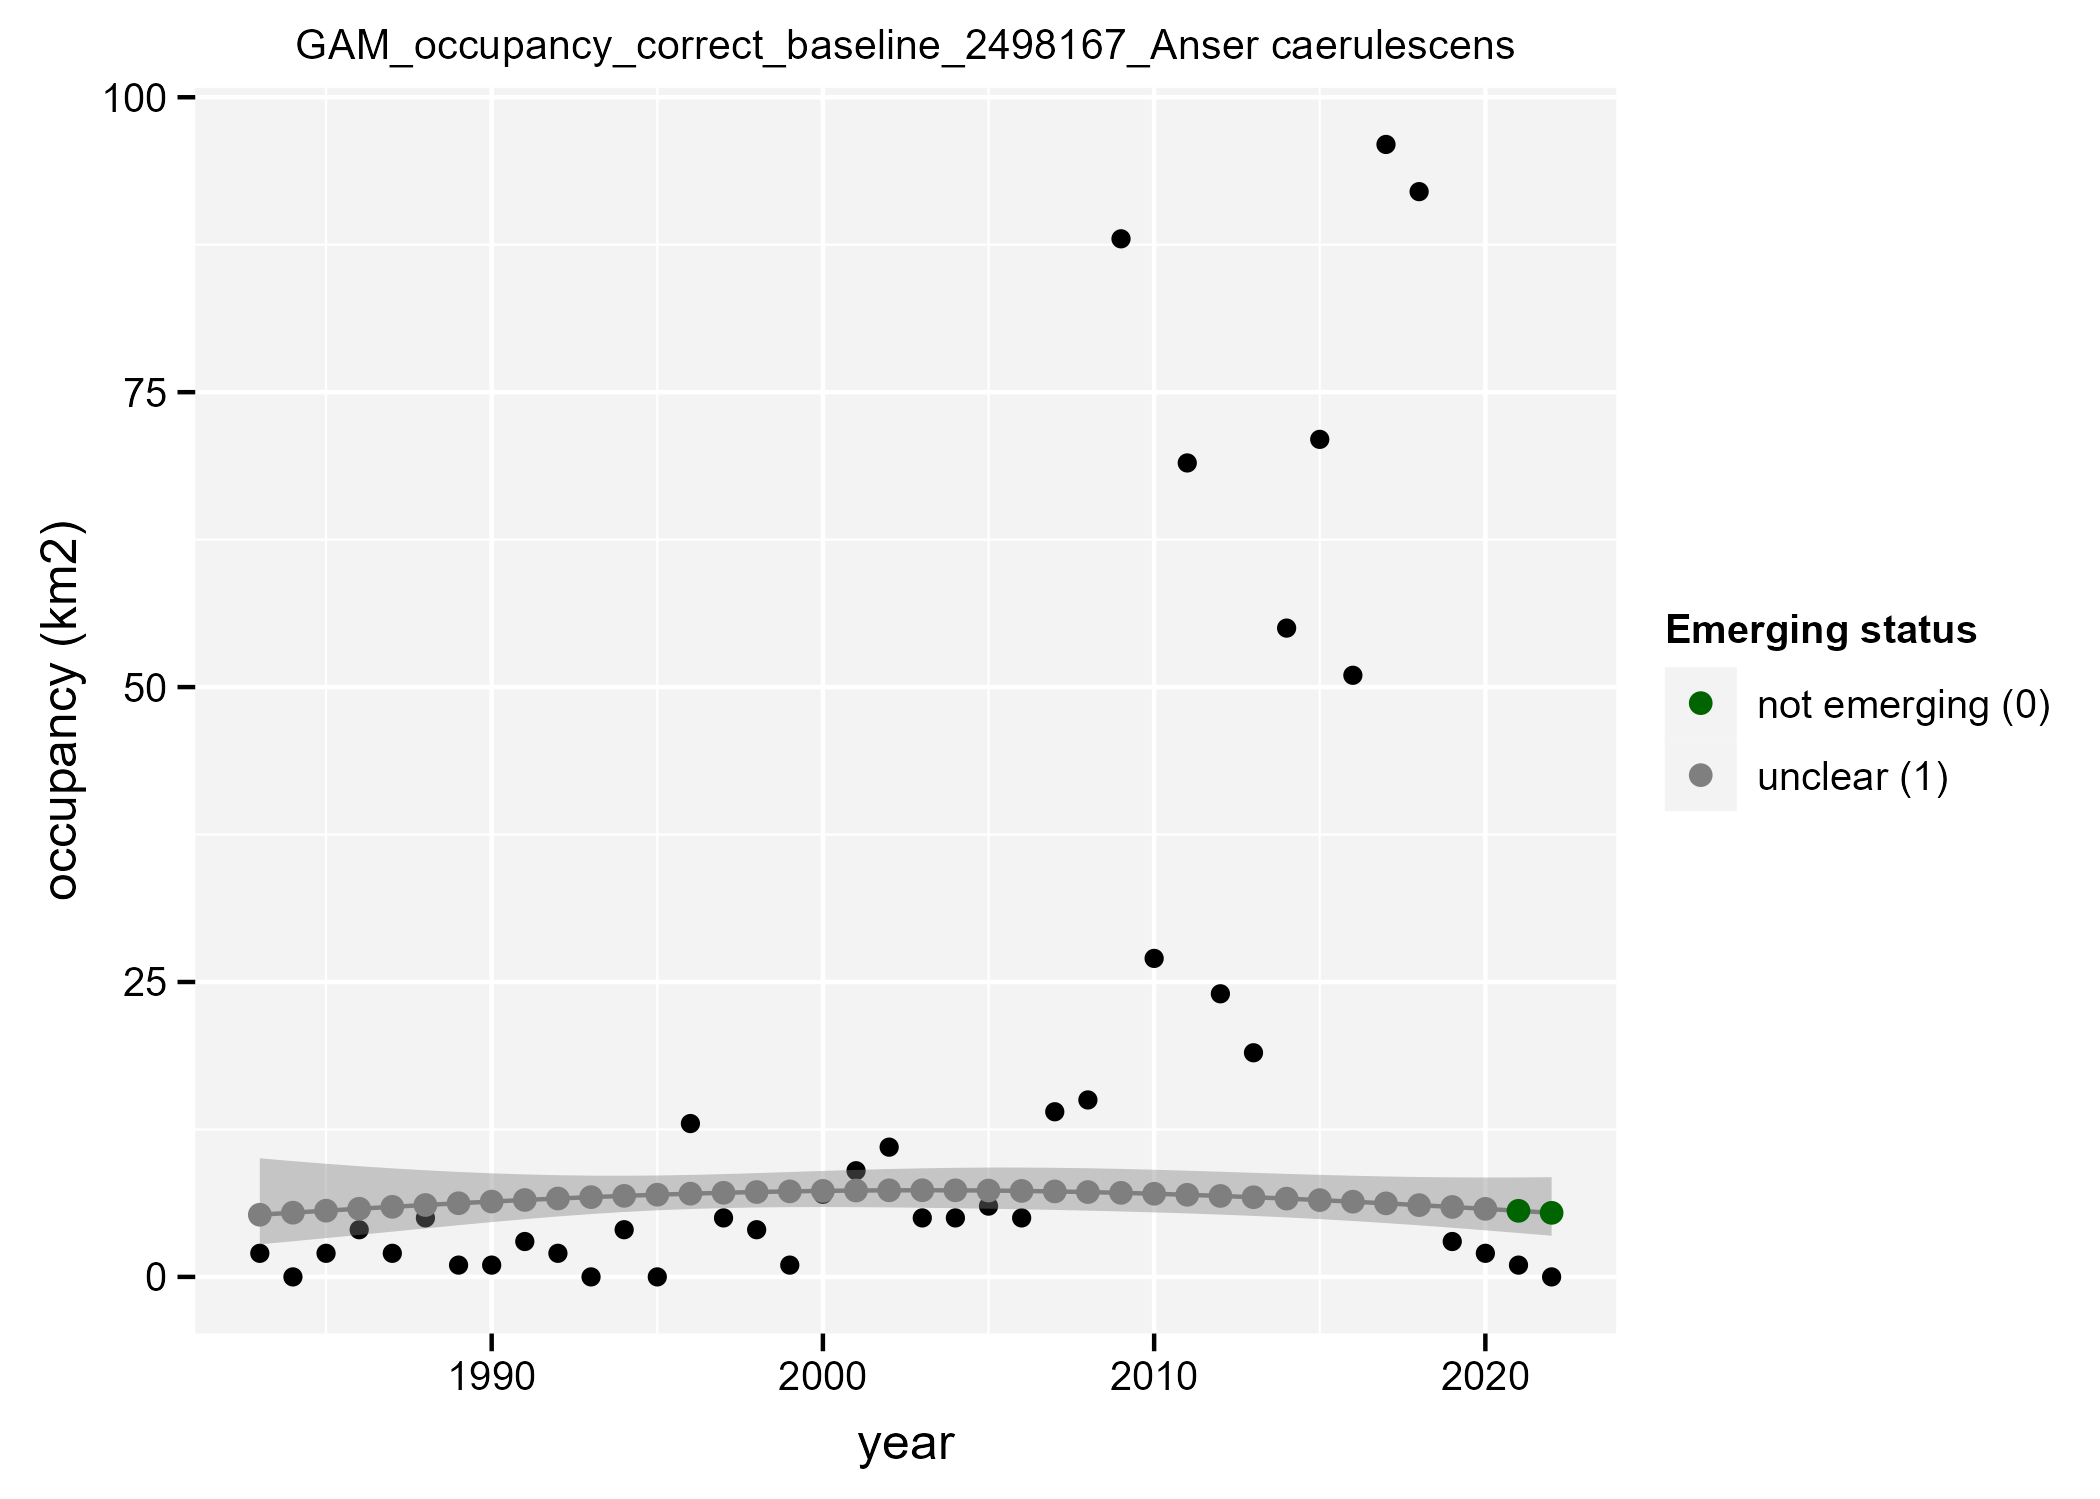 GAM_occupancy_correct_baseline_2498167_Anser caerulescens
100
75
50
25
0
occupancy (km2)
1990
2000
2010
2020
year
Emerging status
not emerging (0)
unclear (1)